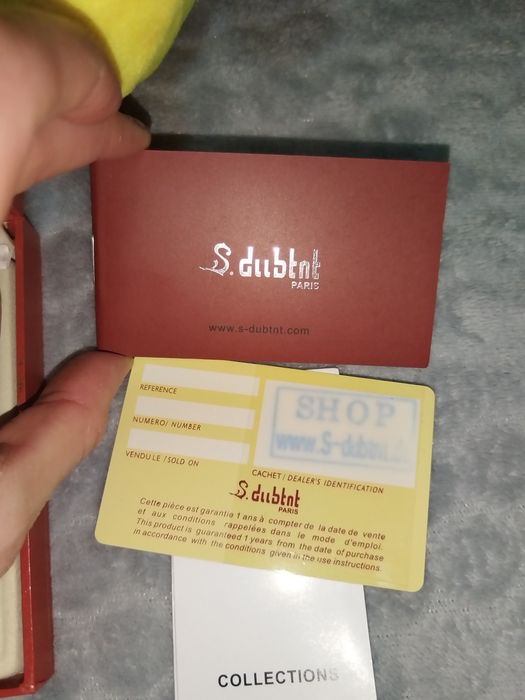 S. dubtnt
PARIS
www.s-dubtnt.com
REFERENCE
NUMERO/ NUMBER
VENDU LE / SOLD ON
SHOP
www.S-dubtnt.
CACHET/ DEALER'S IDENTIFICATION
S. dubtnt
PARIS
Cette pièce est garantie 1 ans à compter de la date de vente
et aux conditions rappelées dans le mode d'emploi.
This product is guaranteed 1 years from the date of purchase
in accordance with the conditions given in the use instructions.
COLLECTIONS